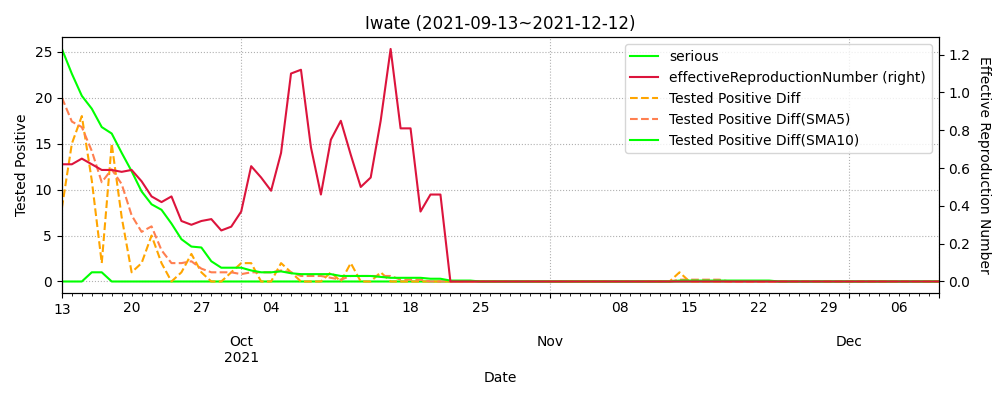 Iwate (2021-09-13~2021-12-12)
25
20
15
10
5
0
Tested Positive
1.2
1.0
0.8
0.6
0.4
0.2
0.0
Effective Reproduction Number
serious
effectiveReproductionNumber (right)
Tested Positive Diff
Tested Positive Diff(SMA5)
Tested Positive Diff(SMA10)
13 20 27 04 11 18 25 08 15 22 29 06
Oct Nov Dec
2021
Date